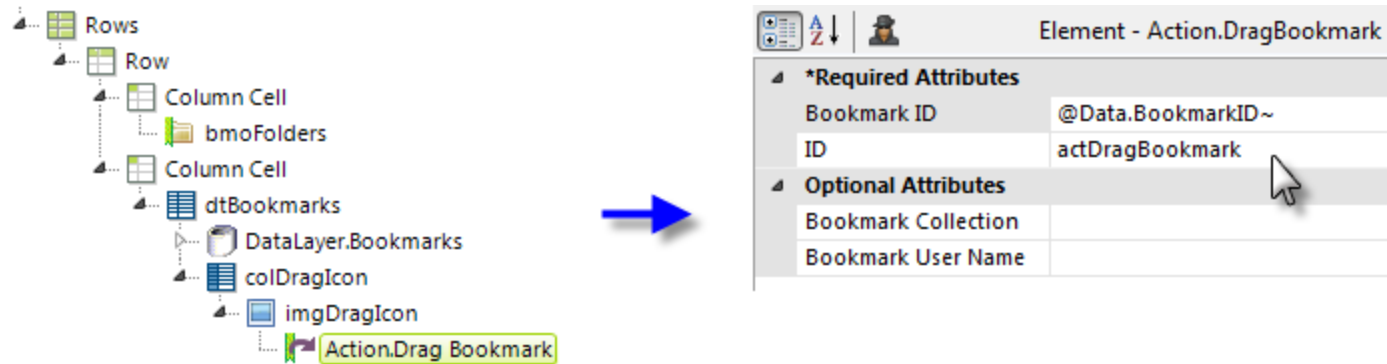 Rows
Row
Column Cell
bmoFolders
Column Cell
dtBookmarks
DataLayer.Bookmarks
colDragIcon
imgDragIcon
Action.Drag Bookmark
A
Z
Element - Action.DragBookmark
*Required Attributes
Bookmark ID @Data.BookmarkID~
ID actDragBookmark
Optional Attributes
Bookmark Collection
Bookmark User Name